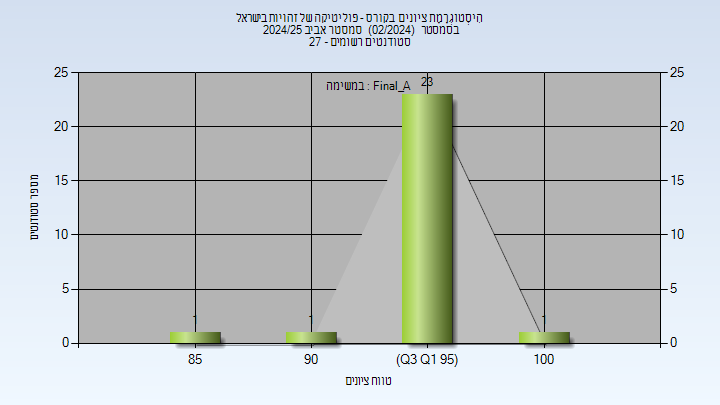 היסטוגרמת ציונים בקורס - פוליטיקה של זהויות בישראל
בסמסטר (02/2024) סמסטר אביב 2024/25
סטודנטים רשומים - 27
במשימה : Final_A
25 25
20 20
15 15
10 10
5 5
0 0
23
1 1 1
85 90 (Q3 Q1 95) 100
מספר סטודנטים
טווח ציונים